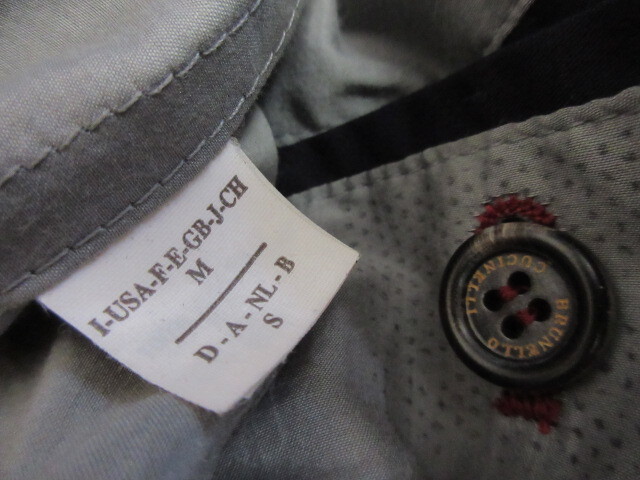 I-USA-F-E-GB-J-CH
M
D - A - NL - B
S
BRUNELLO
CUCINELLI